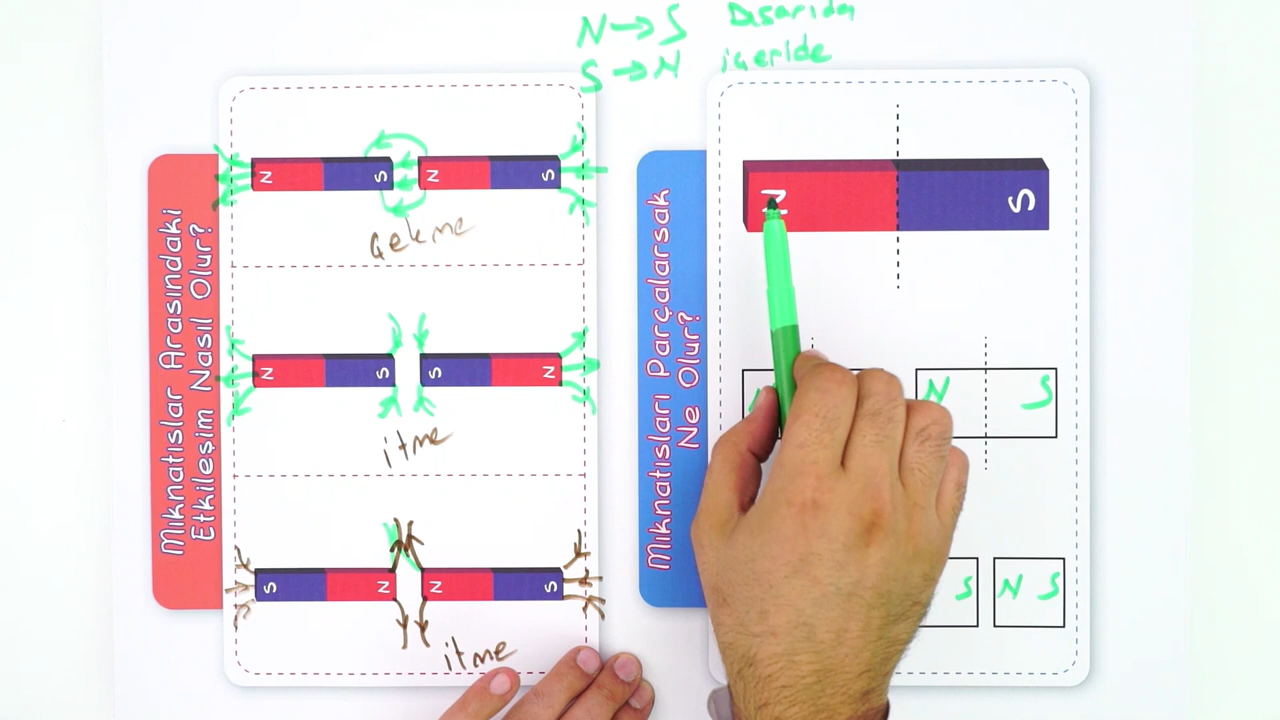 N → S Dışarıda
S → N içeride
Mıknatıslar Arasındaki
Etkileşim Nasıl Olur?
N S N S
Çekme
N S S N
itme
S N N S
itme
Mıknatısları Parçalarsak
Ne Olur?
N S
N S
S N S